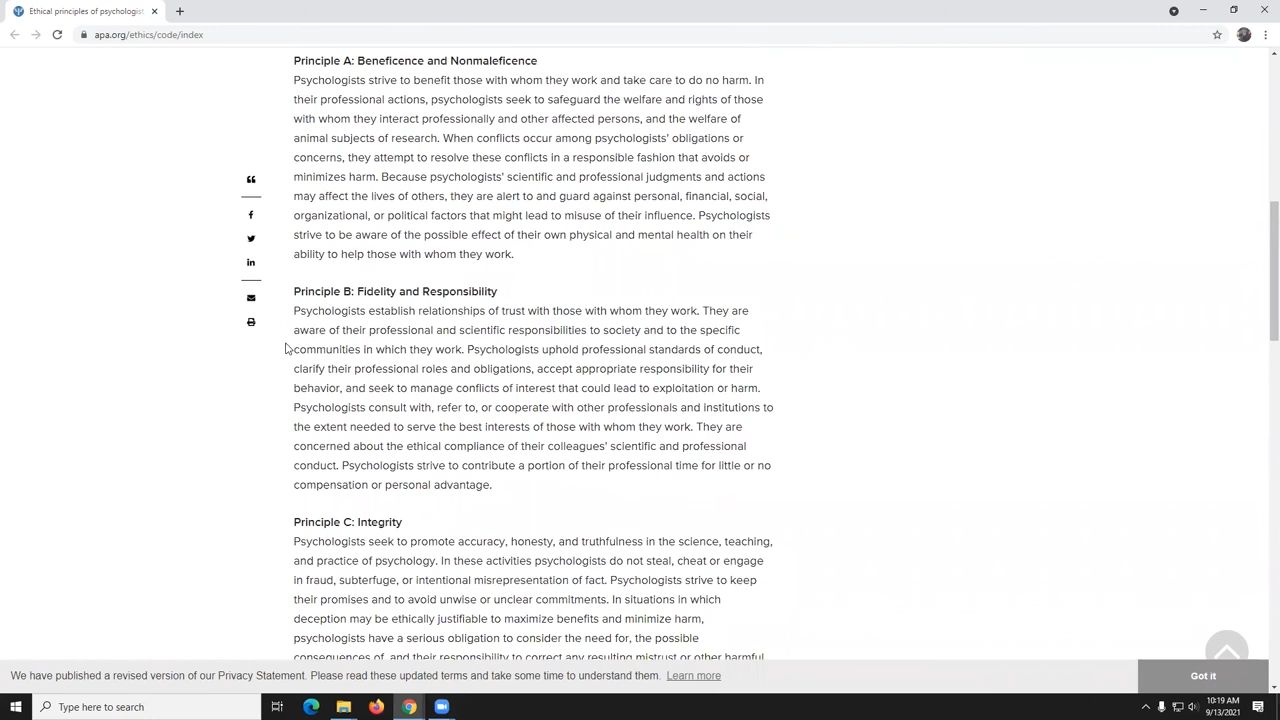 Ethical principles of psychologist
apa.org/ethics/code/index
Principle A: Beneficence and Nonmaleficence
Psychologists strive to benefit those with whom they work and take care to do no harm. In
their professional actions, psychologists seek to safeguard the welfare and rights of those
with whom they interact professionally and other affected persons, and the welfare of
animal subjects of research. When conflicts occur among psychologists' obligations or
concerns, they attempt to resolve these conflicts in a responsible fashion that avoids or
minimizes harm. Because psychologists' scientific and professional judgments and actions
may affect the lives of others, they are alert to and guard against personal, financial, social,
organizational, or political factors that might lead to misuse of their influence. Psychologists
strive to be aware of the possible effect of their own physical and mental health on their
ability to help those with whom they work.
Principle B: Fidelity and Responsibility
Psychologists establish relationships of trust with those with whom they work. They are
aware of their professional and scientific responsibilities to society and to the specific
communities in which they work. Psychologists uphold professional standards of conduct,
clarify their professional roles and obligations, accept appropriate responsibility for their
behavior, and seek to manage conflicts of interest that could lead to exploitation or harm.
Psychologists consult with, refer to, or cooperate with other professionals and institutions to
the extent needed to serve the best interests of those with whom they work. They are
concerned about the ethical compliance of their colleagues' scientific and professional
conduct. Psychologists strive to contribute a portion of their professional time for little or no
compensation or personal advantage.
Principle C: Integrity
Psychologists seek to promote accuracy, honesty, and truthfulness in the science, teaching,
and practice of psychology. In these activities psychologists do not steal, cheat or engage
in fraud, subterfuge, or intentional misrepresentation of fact. Psychologists strive to keep
their promises and to avoid unwise or unclear commitments. In situations in which
deception may be ethically justifiable to maximize benefits and minimize harm,
psychologists have a serious obligation to consider the need for, the possible
consequences of, and their responsibility to correct any resulting mistrust or other harmful
We have published a revised version of our Privacy Statement. Please read these updated terms and take some time to understand them. Learn more
Got it
Type here to search
10:19 AM
9/13/2021